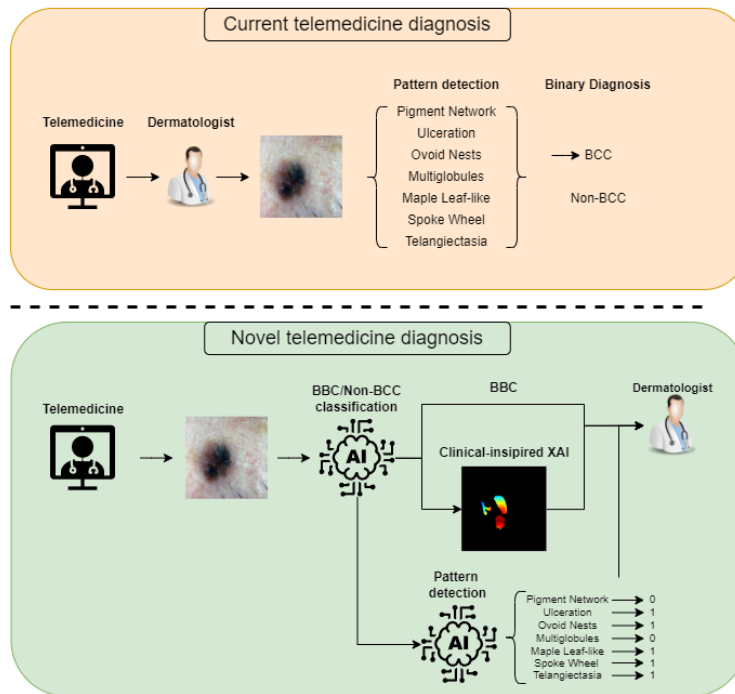 Current telemedicine diagnosis
Pattern detection
Binary Diagnosis
Telemedicine
Dermatologist
Pigment Network
Ulceration
Ovoid Nests
Multiglobules
Maple Leaf-like
Spoke Wheel
Telangiectasia
BCC
Non-BCC
Novel telemedicine diagnosis
Telemedicine
BBC/Non-BCC
classification
AI
BBC
Clinical-insipired XAI
Dermatologist
Pattern
detection
AI
Pigment Network 0
Ulceration 1
Ovoid Nests 1
Multiglobules 0
Maple Leaf-like 1
Spoke Wheel 1
Telangiectasia 1